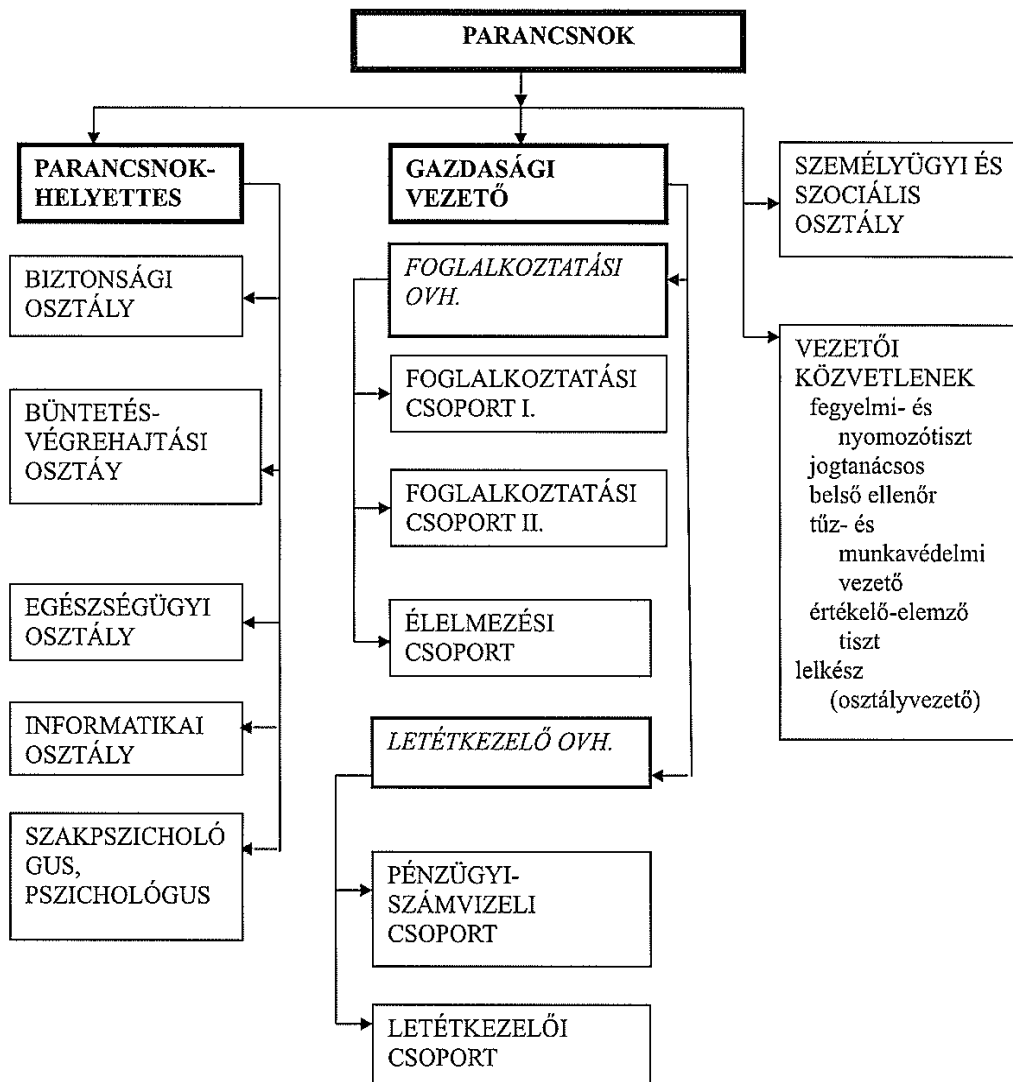 PARANCSNOK
PARANCSNOK-
HELYETTES
BIZTONSÁGI
OSZTÁLY
BÜNTETÉS-
VÉGREHAJTÁSI
OSZTÁY
EGÉSZSÉGÜGYI
OSZTÁLY
INFORMATIKAI
OSZTÁLY
SZAKPSZICHOLÓ
GUS,
PSZICHOLÓGUS
GAZDASÁGI
VEZETŐ
FOGLALKOZTATÁSI
OVH.
FOGLALKOZTATÁSI
CSOPORT I.
FOGLALKOZTATÁSI
CSOPORT II.
ÉLELMEZÉSI
CSOPORT
LETÉTKEZELŐ OVH.
PÉNZÜGYI-
SZÁMVIZELI
CSOPORT
LETÉTKEZELŐI
CSOPORT
SZEMÉLYÜGYI ÉS
SZOCIÁLIS
OSZTÁLY
VEZETŐI
KÖZVETLENEK
fegyelmi- és
nyomozótiszt
jogtanácsos
belső ellenőr
tűz- és
munkavédelmi
vezető
értékelő-elemző
tiszt
lelkész
(osztályvezető)